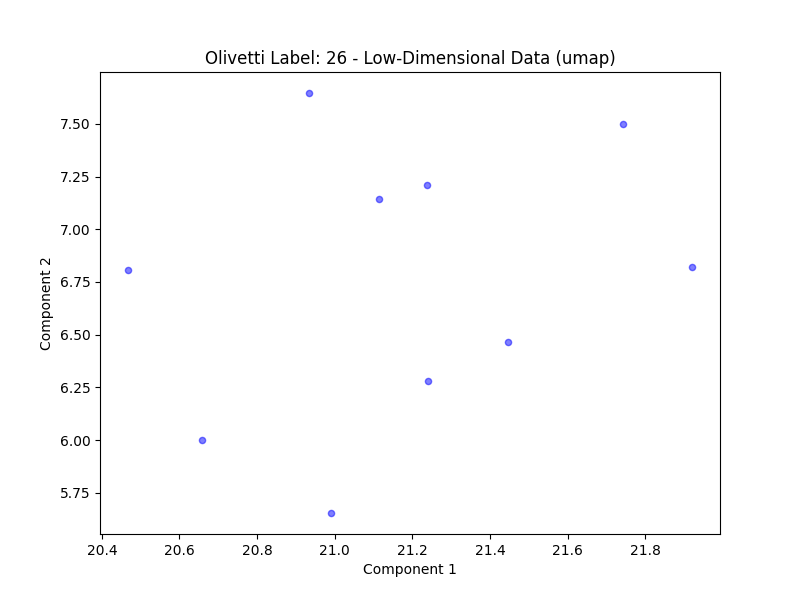 Olivetti Label: 26 - Low-Dimensional Data (umap)
7.50
7.25
7.00
6.75
6.50
6.25
6.00
5.75
Component 2
20.4 20.6 20.8 21.0 21.2 21.4 21.6 21.8
Component 1